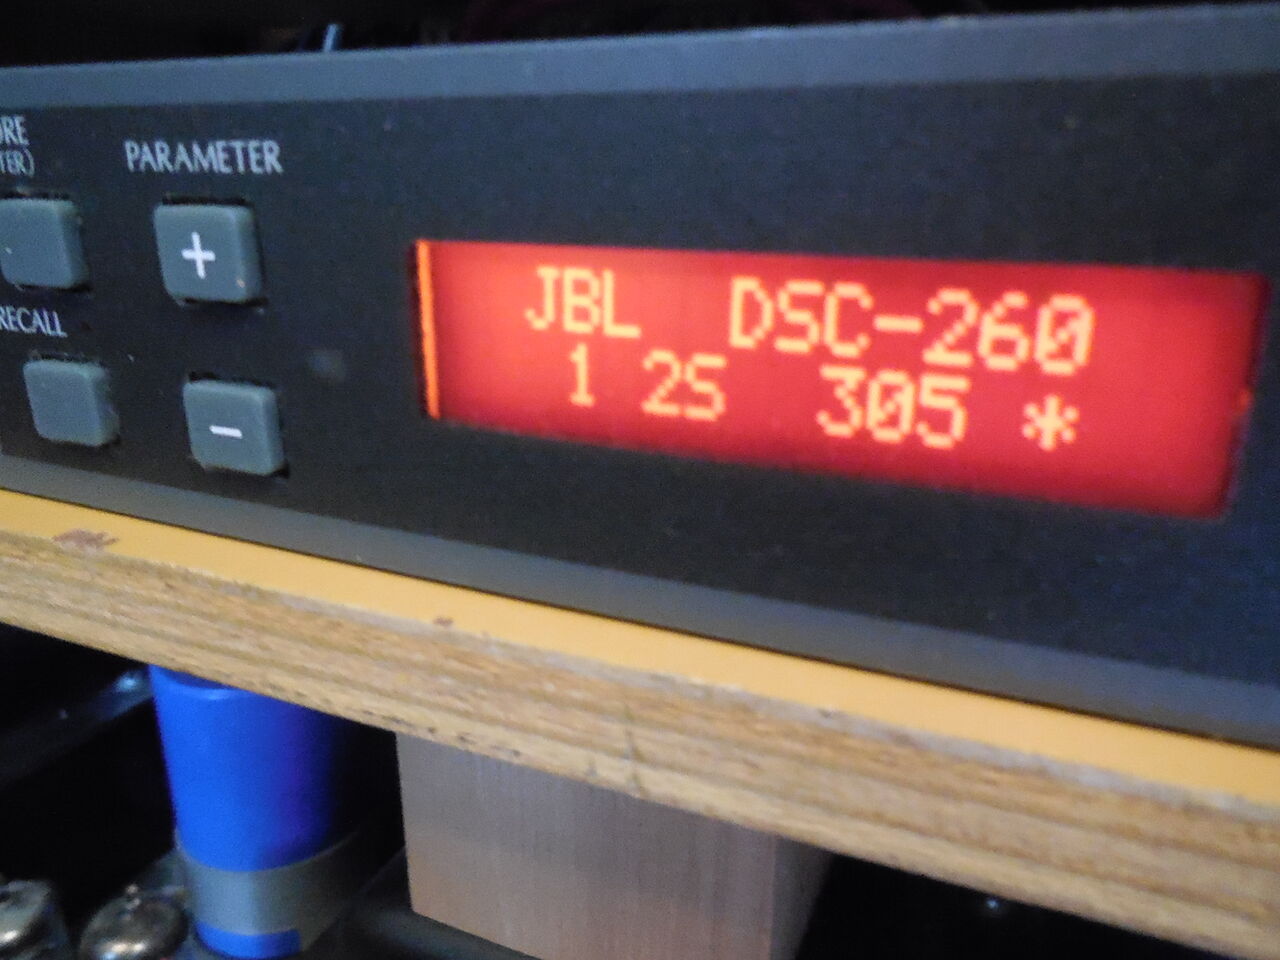 PARAMETER
+
RECALL
−
JBL DSC-260
1 2S 305 *